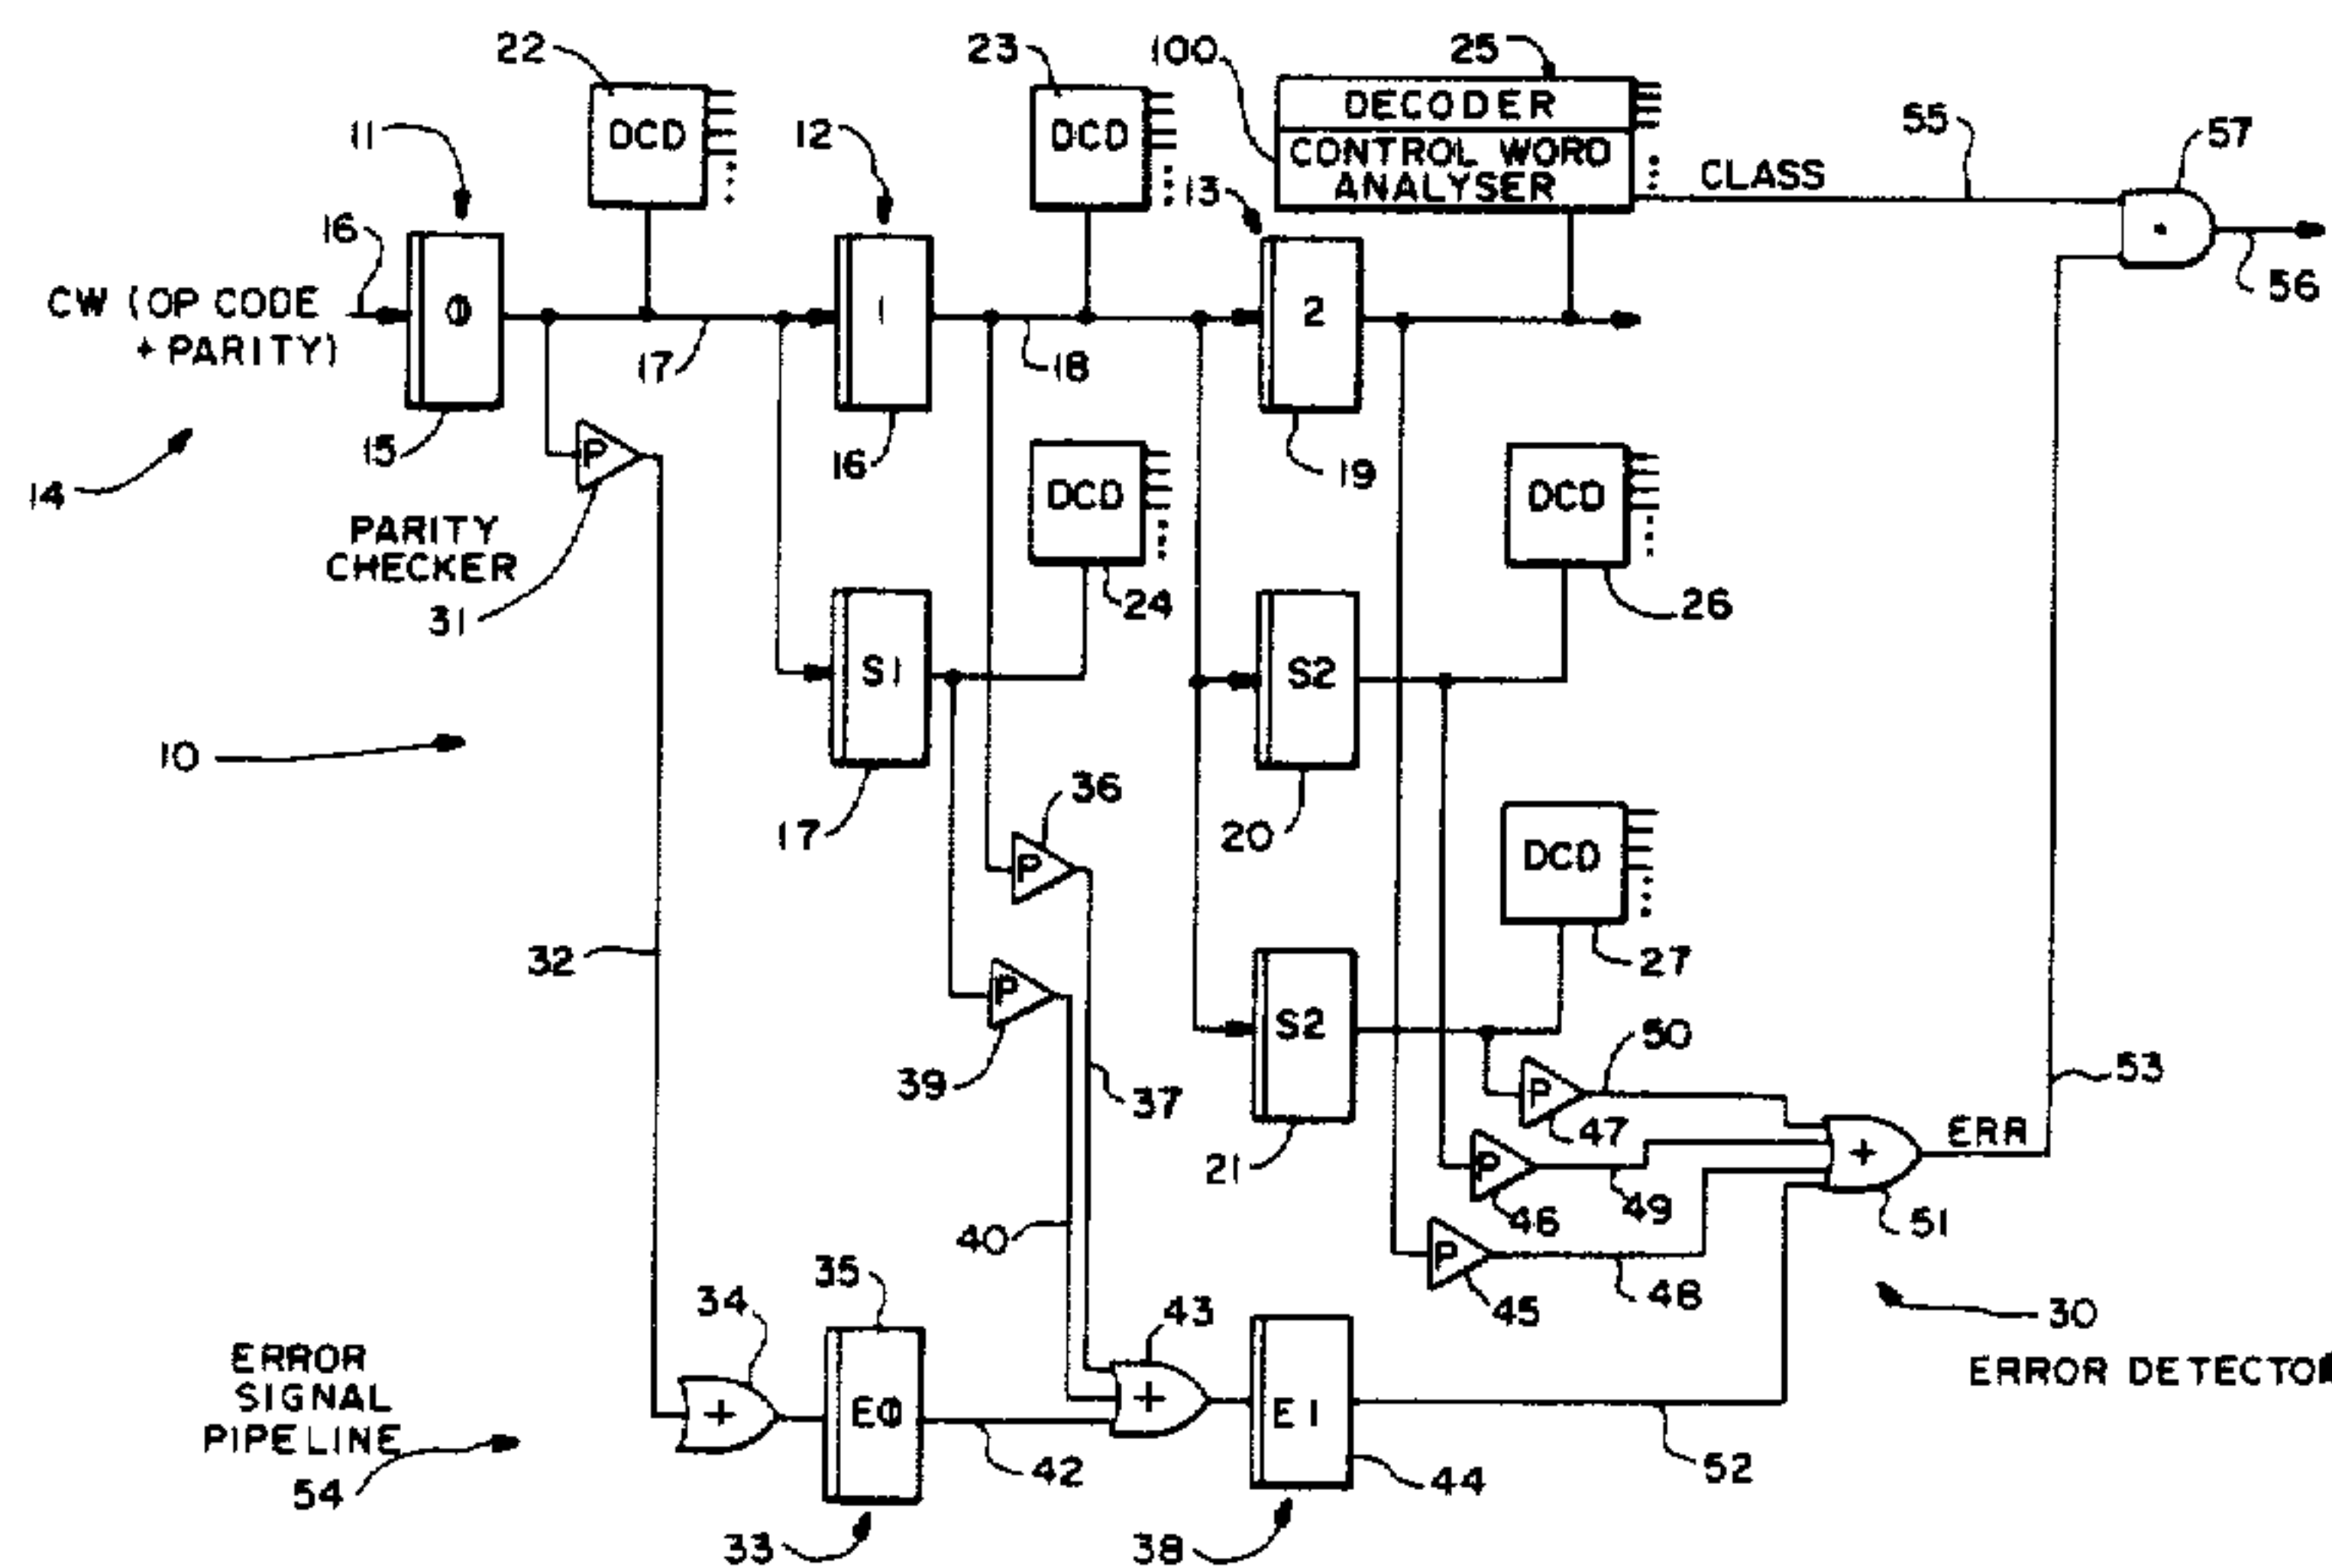 22
23
100
25
11
DCD
12
DCD
13
DECODER
CONTROL WORD
ANALYSER
CLASS
55
57
16
CW (OP CODE
+ PARITY)
0
1
2
56
17
18
15
16
19
14
P
PARITY
CHECKER
31
DCD
24
DCD
26
S1
S2
10
17
36
20
P
DCD
27
32
P
39
37
S2
50
53
P
47
ERR
21
P
46
49
+
51
40
P
45
48
30
ERROR DETECTOR
34
35
43
ERROR
SIGNAL
PIPELINE
54
+
E0
42
+
E1
44
52
33
38